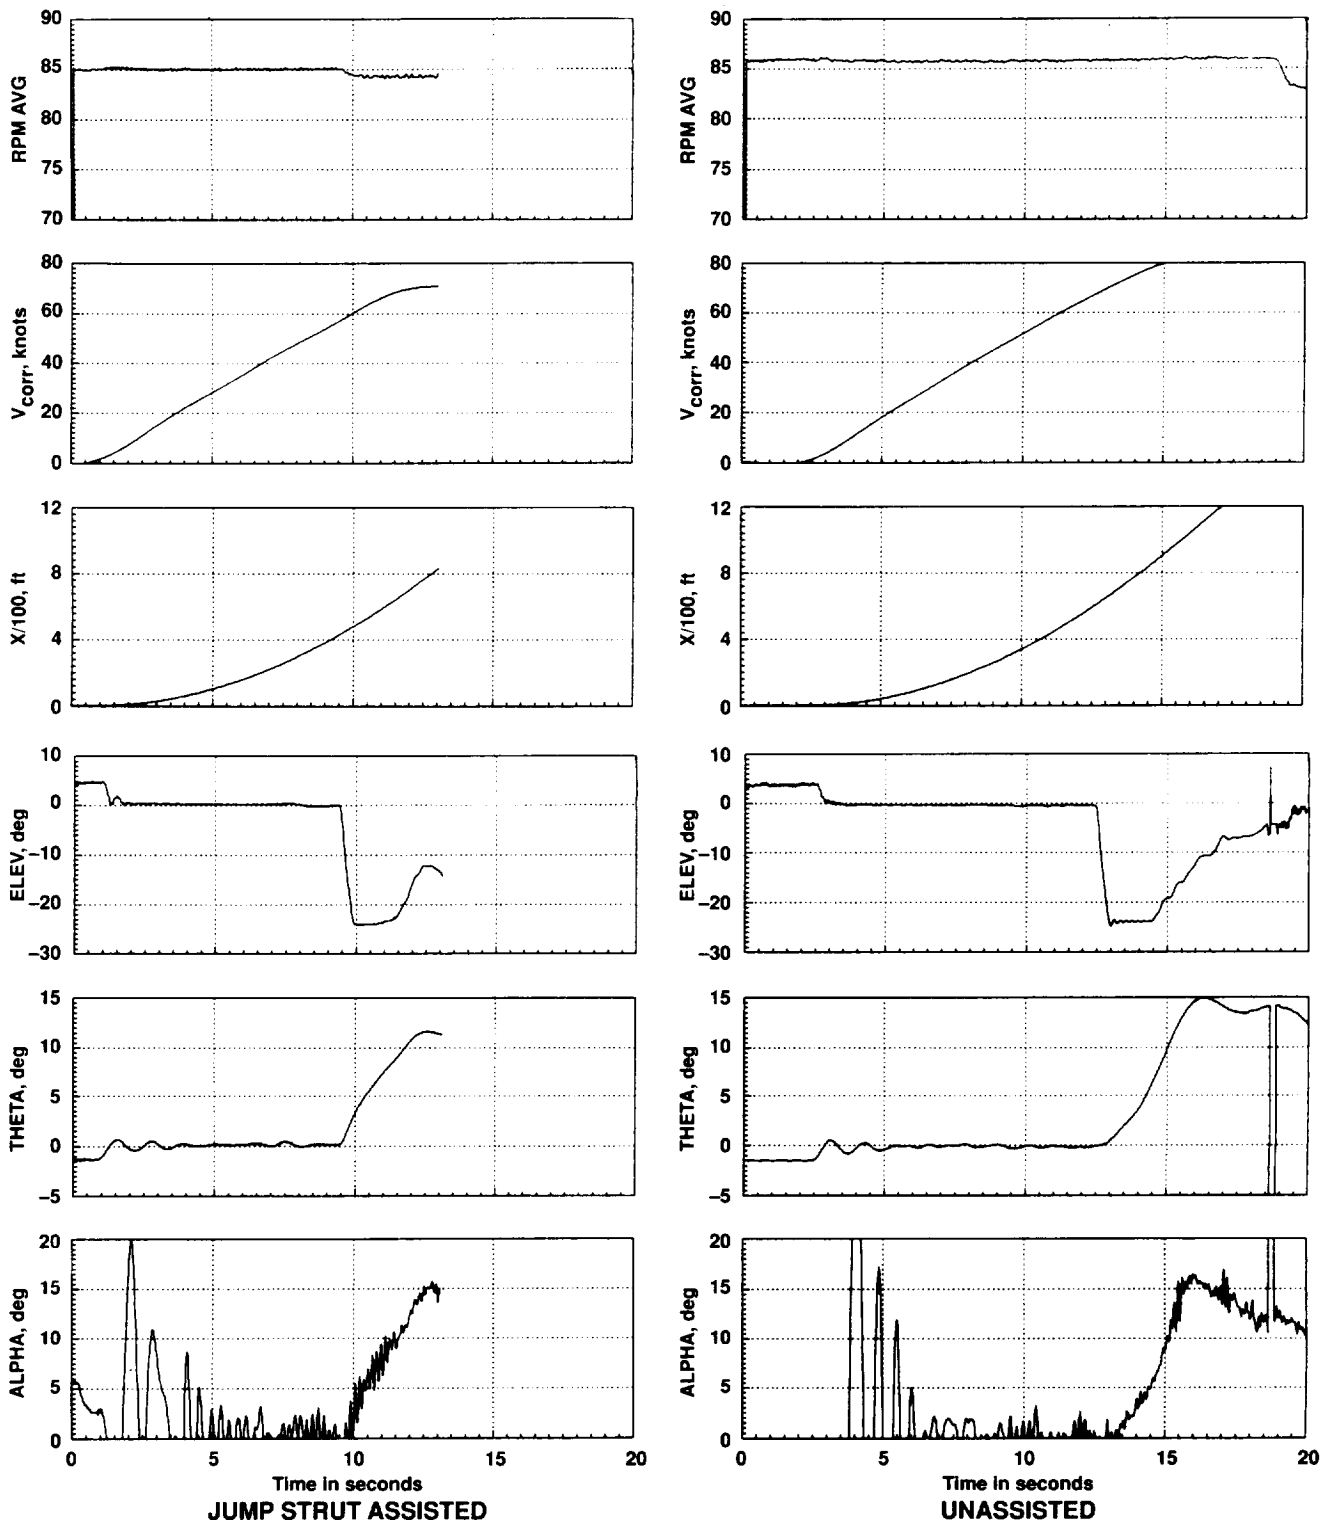 90 90
85 85
RPM AVG 80 RPM AVG 80
75 75
70 70
80 80
60 60
V_corr, knots 40 V_corr, knots 40
20 20
0 0
12 12
8 8
X/100, ft X/100, ft
4 4
0 0
10 10
0 0
ELEV, deg –10 ELEV, deg –10
–20 –20
–30 –30
15 15
10 10
THETA, deg 5 THETA, deg 5
0 0
–5 –5
20 20
15 15
ALPHA, deg 10 ALPHA, deg 10
5 5
0 0
0 5 10 15 20 0 5 10 15 20
Time in seconds Time in seconds
JUMP STRUT ASSISTED UNASSISTED